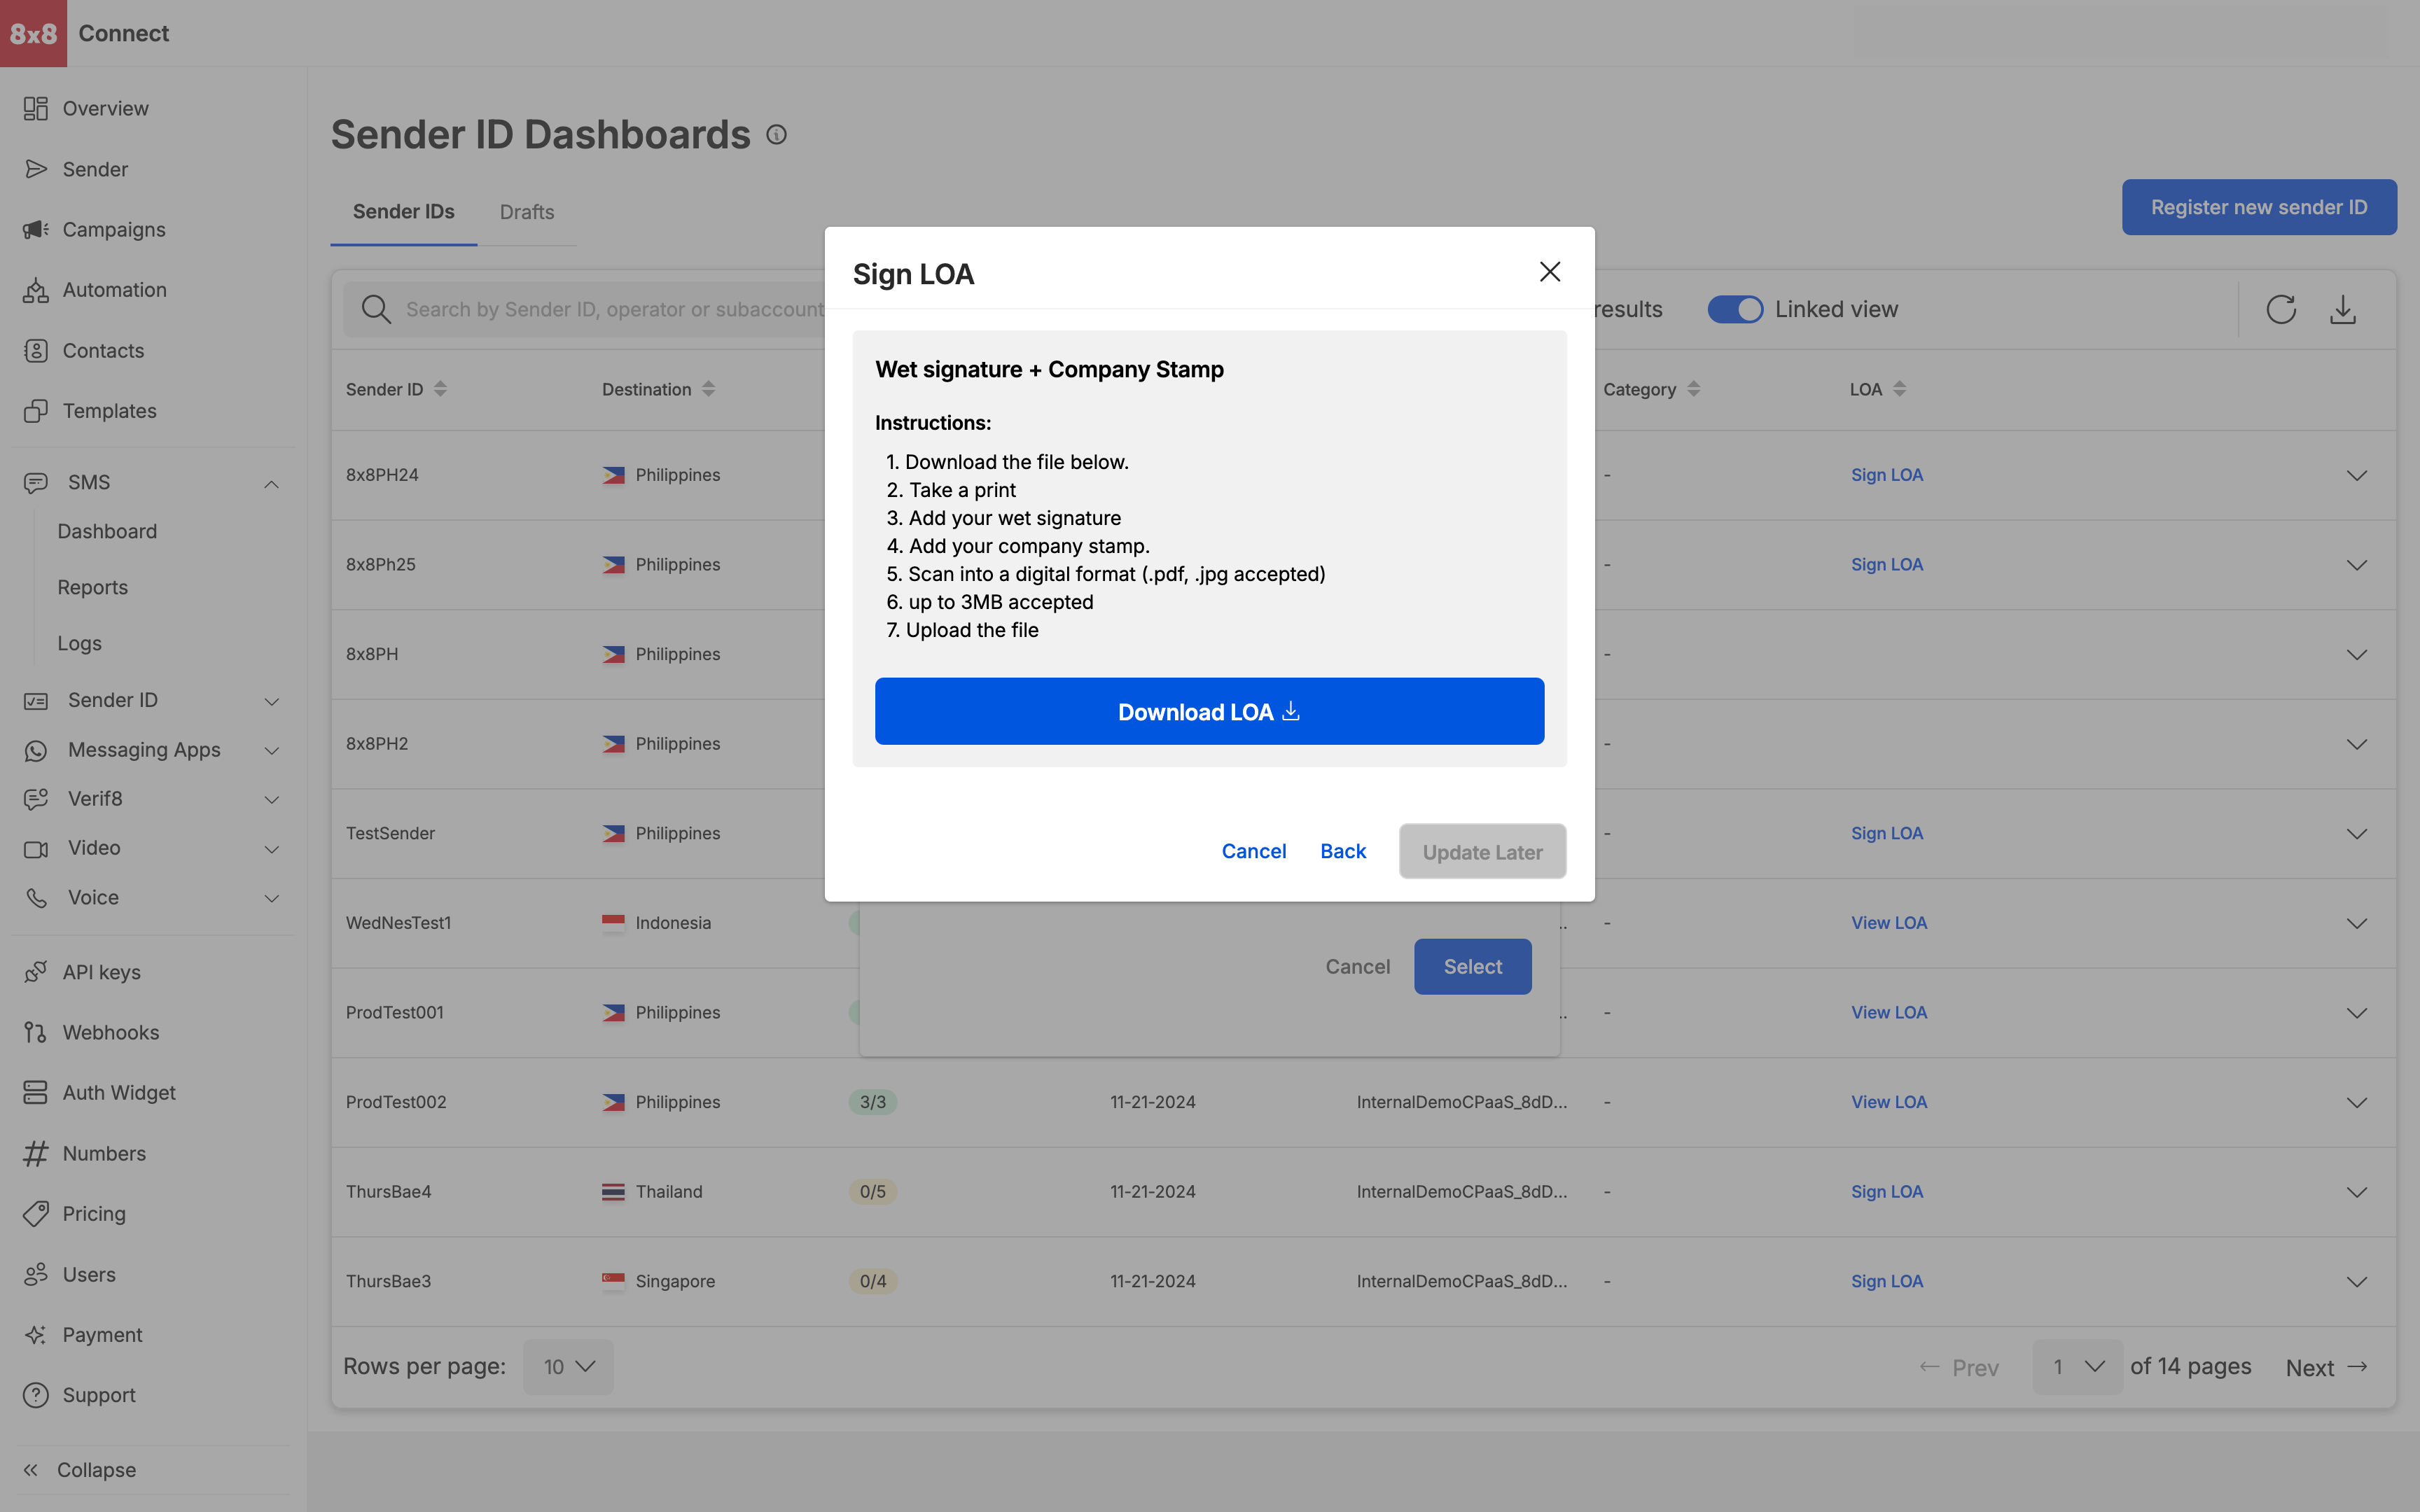 8x8 Connect
Overview
Sender
Campaigns
Automation
Contacts
Templates
SMS
Dashboard
Reports
Logs
Sender ID
Messaging Apps
Verif8
Video
Voice
API keys
Webhooks
Auth Widget
Numbers
Pricing
Users
Payment
Support
Collapse
Sender ID Dashboards
Sender IDs Drafts
Register new sender ID
Search by Sender ID, operator or subaccount
results Linked view
Sender ID Destination Category LOA
8x8PH24 Philippines - Sign LOA
8x8Ph25 Philippines - Sign LOA
8x8PH Philippines -
8x8PH2 Philippines -
TestSender Philippines - Sign LOA
WedNesTest1 Indonesia .. - View LOA
ProdTest001 Philippines .. - View LOA
ProdTest002 Philippines 3/3 11-21-2024 InternalDemoCPaaS_8dD... - View LOA
ThursBae4 Thailand 0/5 11-21-2024 InternalDemoCPaaS_8dD... - Sign LOA
ThursBae3 Singapore 0/4 11-21-2024 InternalDemoCPaaS_8dD... - Sign LOA
Rows per page: 10
Prev 1 of 14 pages Next
Sign LOA
Wet signature + Company Stamp
Instructions:
1. Download the file below.
2. Take a print
3. Add your wet signature
4. Add your company stamp.
5. Scan into a digital format (.pdf, .jpg accepted)
6. up to 3MB accepted
7. Upload the file
Download LOA
Cancel Back Update Later
Cancel Select